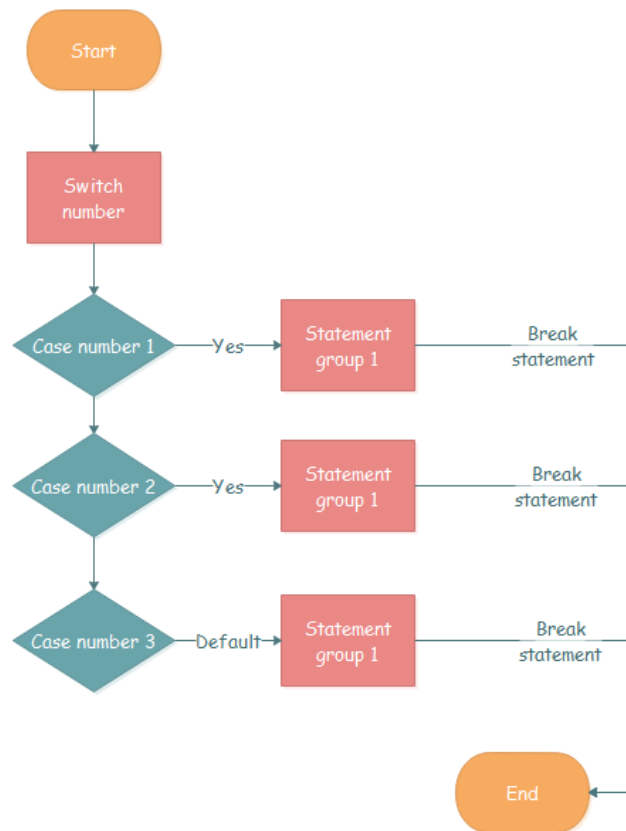 Start
Switch
number
Case number 1
Yes
Statement
group 1
Break
statement
Case number 2
Yes
Statement
group 1
Break
statement
Case number 3
Default
Statement
group 1
Break
statement
End